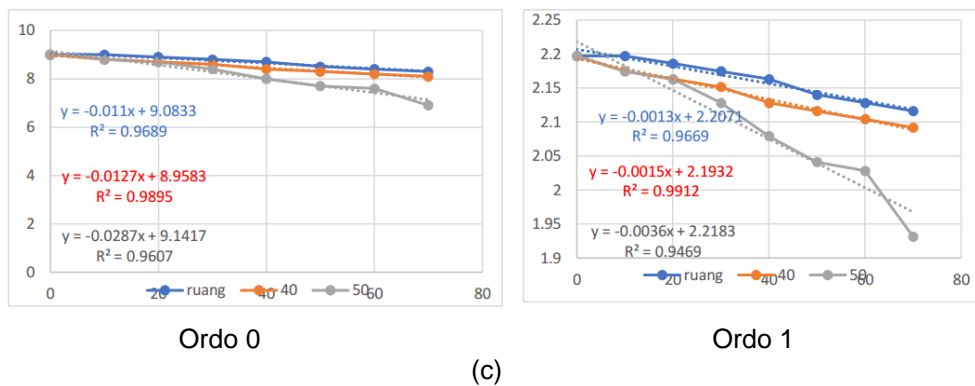 10
8
6
4
2
0
y = -0.011x + 9.0833
R² = 0.9689
y = -0.0127x + 8.9583
R² = 0.9895
y = -0.0287x + 9.1417
R² = 0.9607
0 20 40 60 80
ruang 40 50
Ordo 0
2.25
2.2
2.15
2.1
2.05
2
1.95
1.9
y = -0.0013x + 2.2071
R² = 0.9669
y = -0.0015x + 2.1932
R² = 0.9912
y = -0.0036x + 2.2183
R² = 0.9469
0 20 40 60 80
ruang 40 50
Ordo 1
(c)